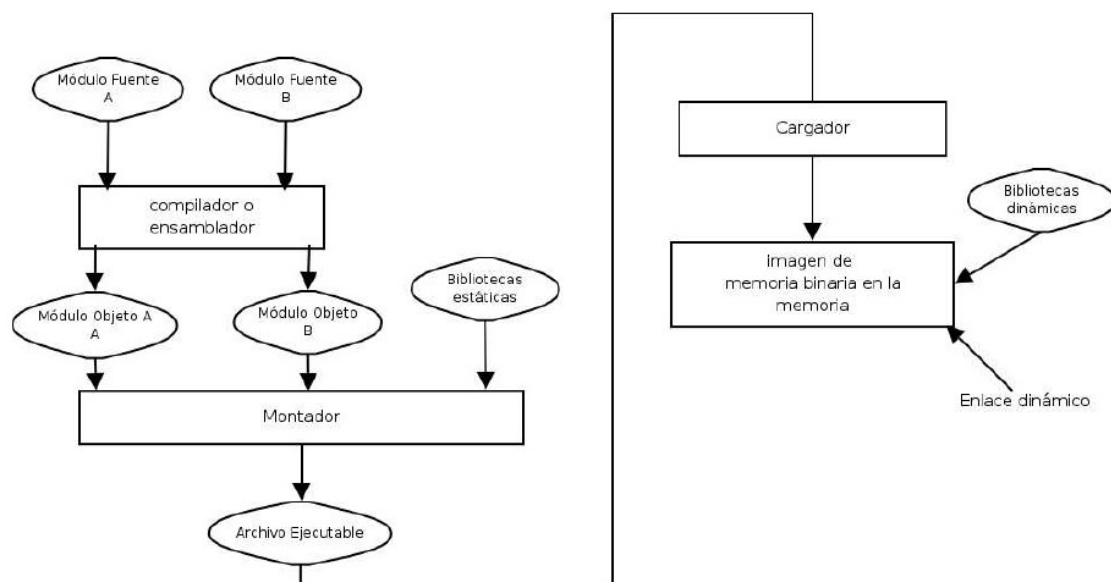 Módulo Fuente
A
Módulo Fuente
B
compilador o
ensamblador
Módulo Objeto A
A
Módulo Objeto
B
Bibliotecas
estáticas
Montador
Archivo Ejecutable
Cargador
Bibliotecas
dinámicas
imagen de
memoria binaria en la
memoria
Enlace dinámico